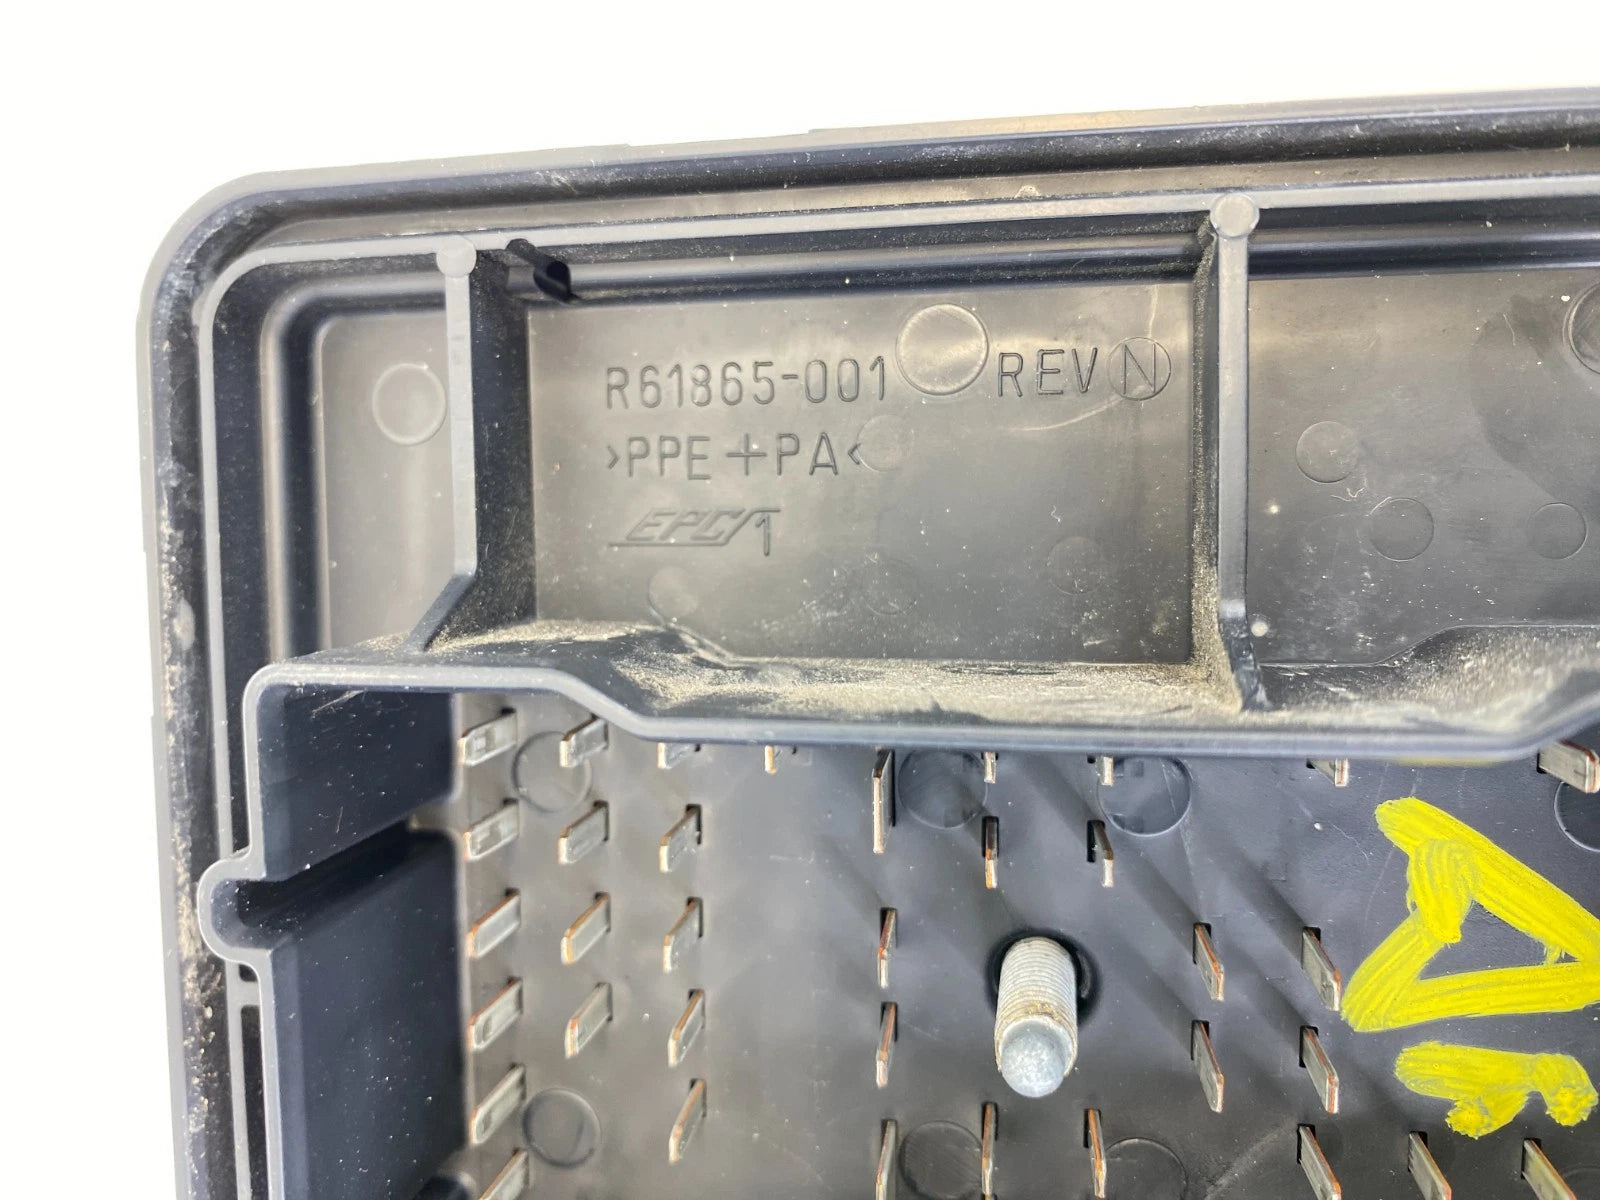 R61865-001 REV N
>PPE+PA<
EPC 1